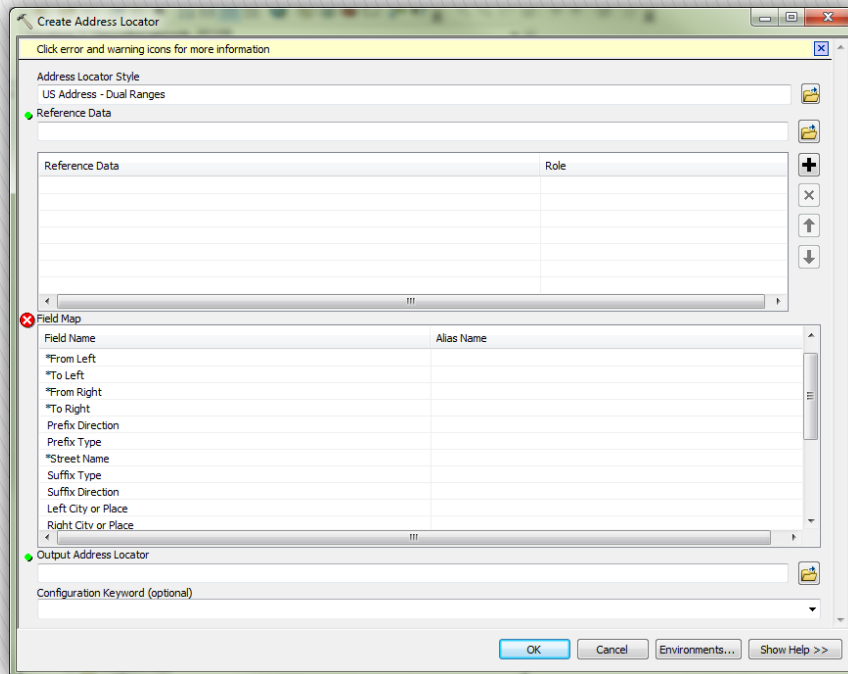 Create Address Locator
Click error and warning icons for more information
Address Locator Style
US Address - Dual Ranges
Reference Data
Reference Data Role
Field Map
Field Name Alias Name
*From Left
*To Left
*From Right
*To Right
Prefix Direction
Prefix Type
*Street Name
Suffix Type
Suffix Direction
Left City or Place
Right City or Place
Output Address Locator
Configuration Keyword (optional)
OK Cancel Environments... Show Help >>